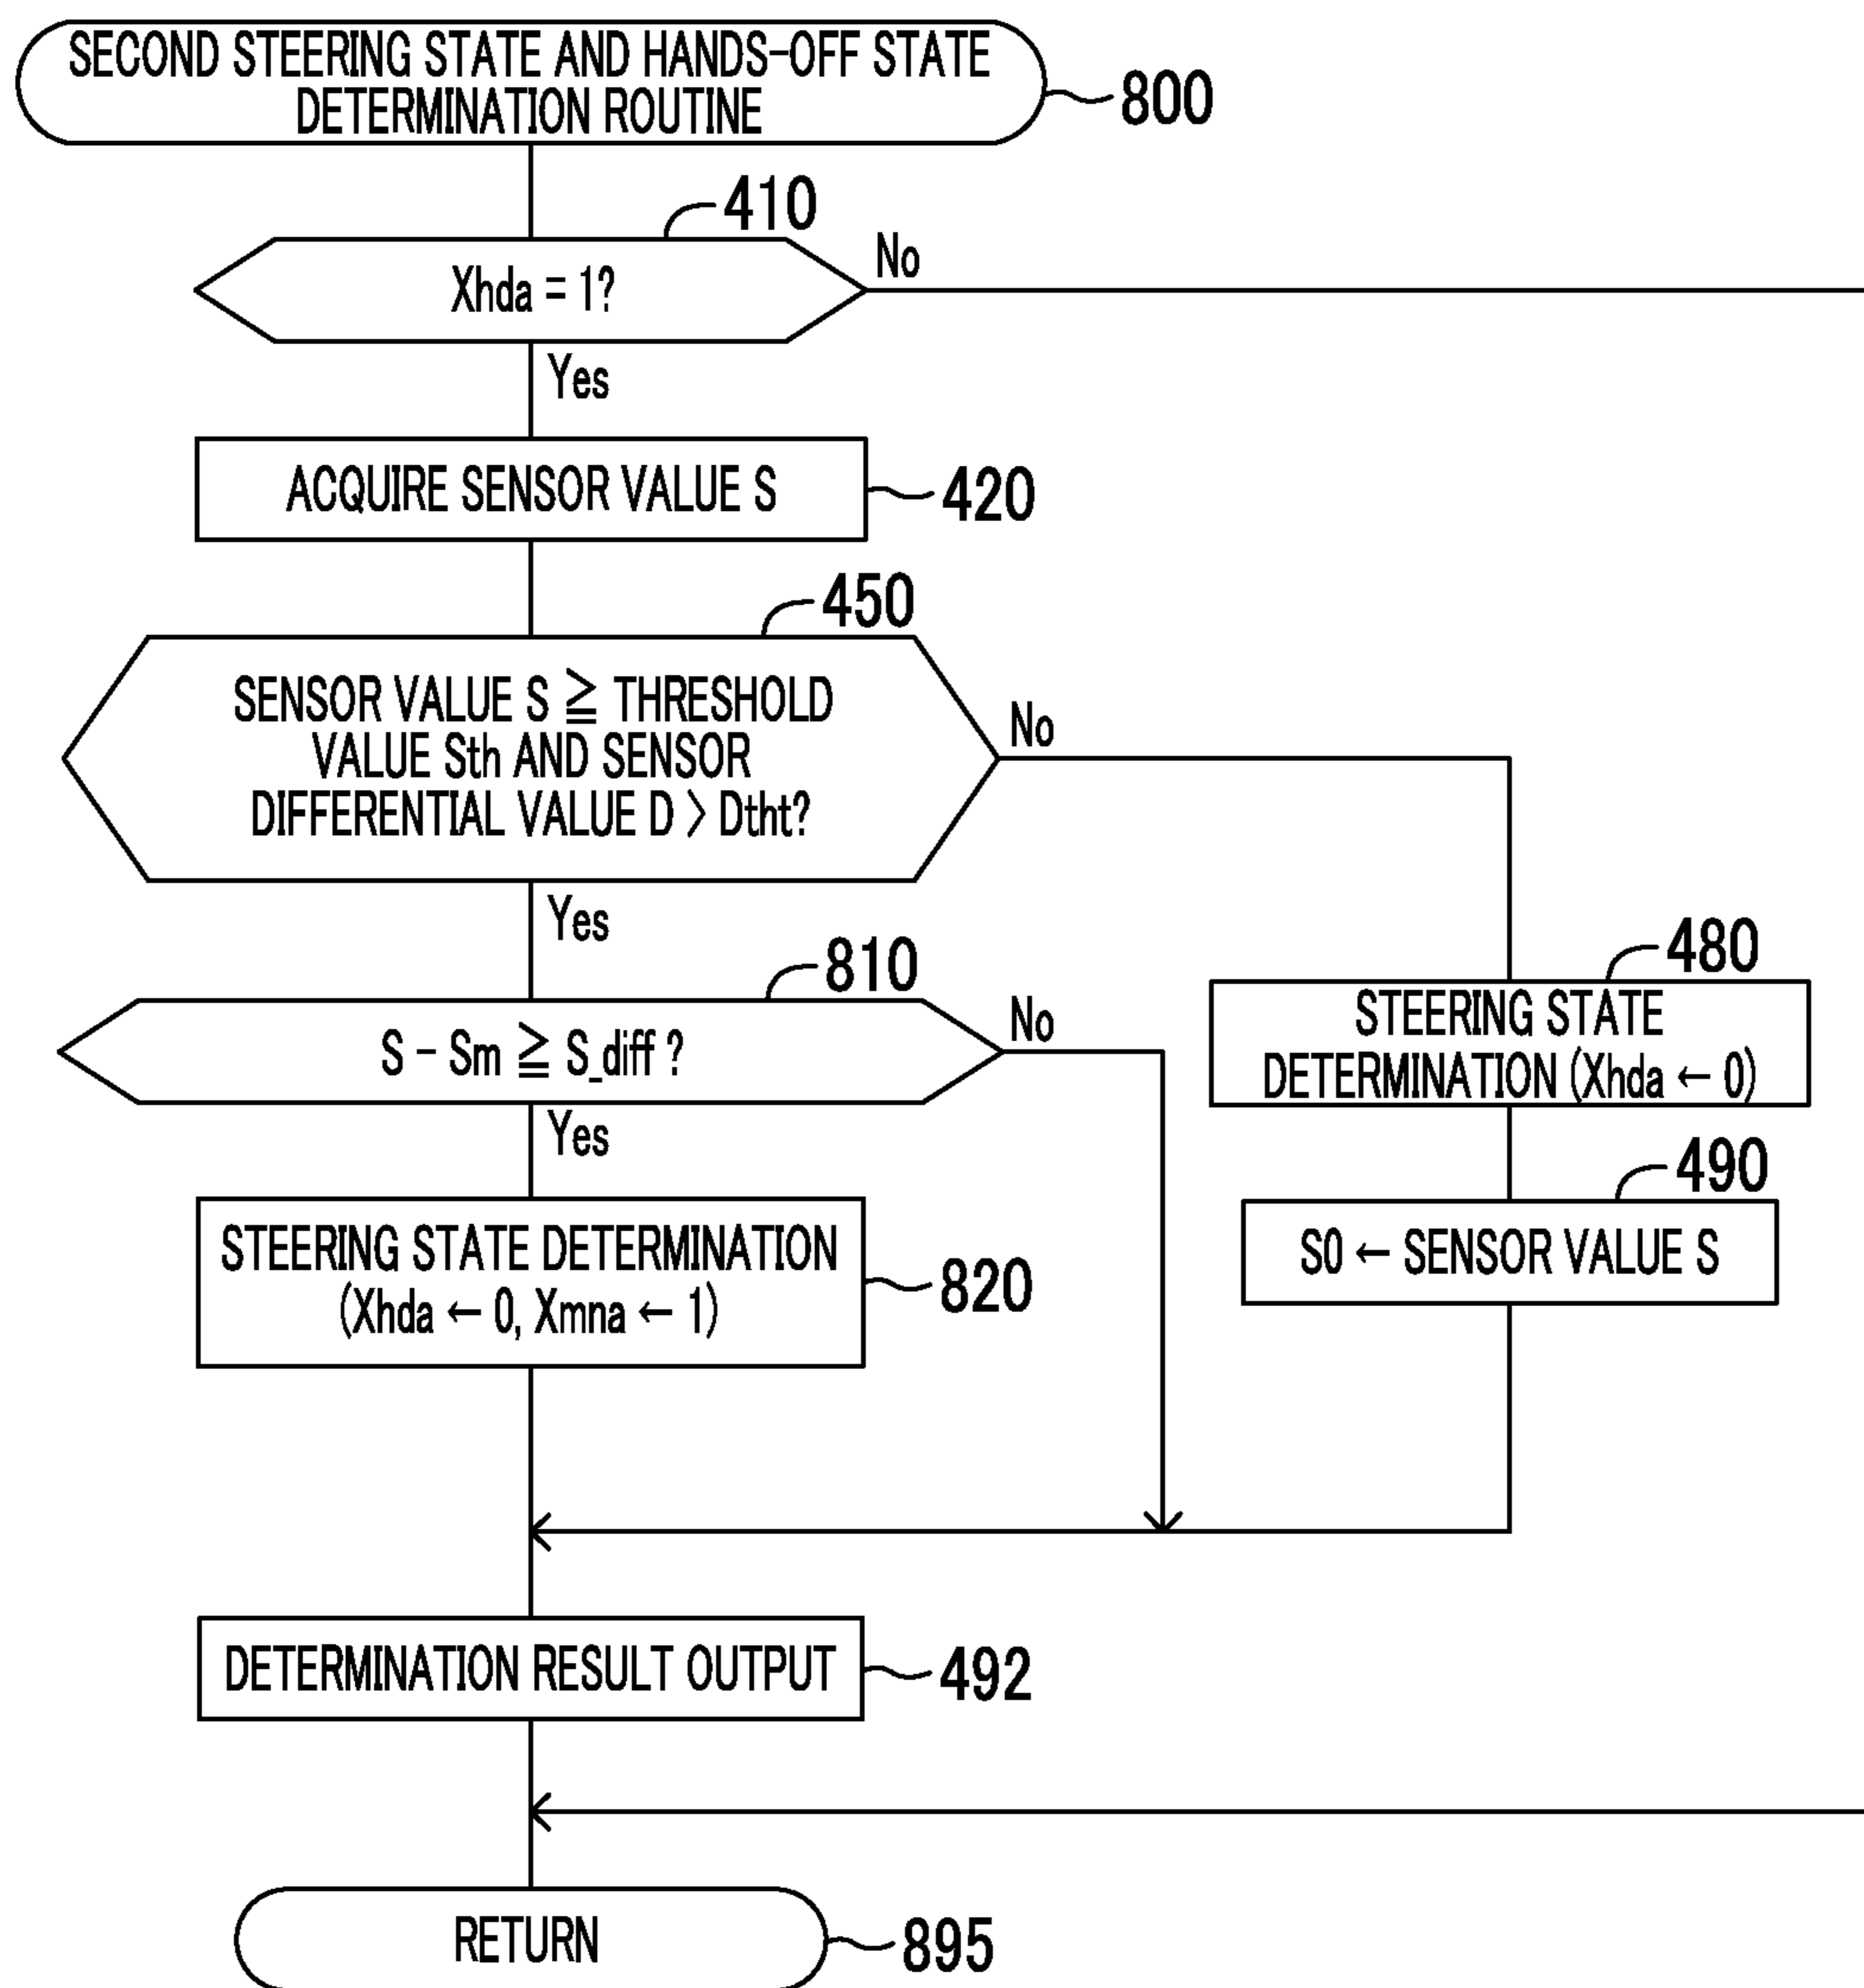 SECOND STEERING STATE AND HANDS-OFF STATE
DETERMINATION ROUTINE
800
410
Xhda = 1?
No
Yes
ACQUIRE SENSOR VALUE S
420
450
SENSOR VALUE S ≧ THRESHOLD
VALUE Sth AND SENSOR
DIFFERENTIAL VALUE D > Dtht?
No
Yes
810
S - Sm ≧ S_diff ?
No
Yes
480
STEERING STATE
DETERMINATION (Xhda ← 0)
490
S0 ← SENSOR VALUE S
STEERING STATE DETERMINATION
(Xhda ← 0, Xmna ← 1)
820
DETERMINATION RESULT OUTPUT
492
RETURN
895